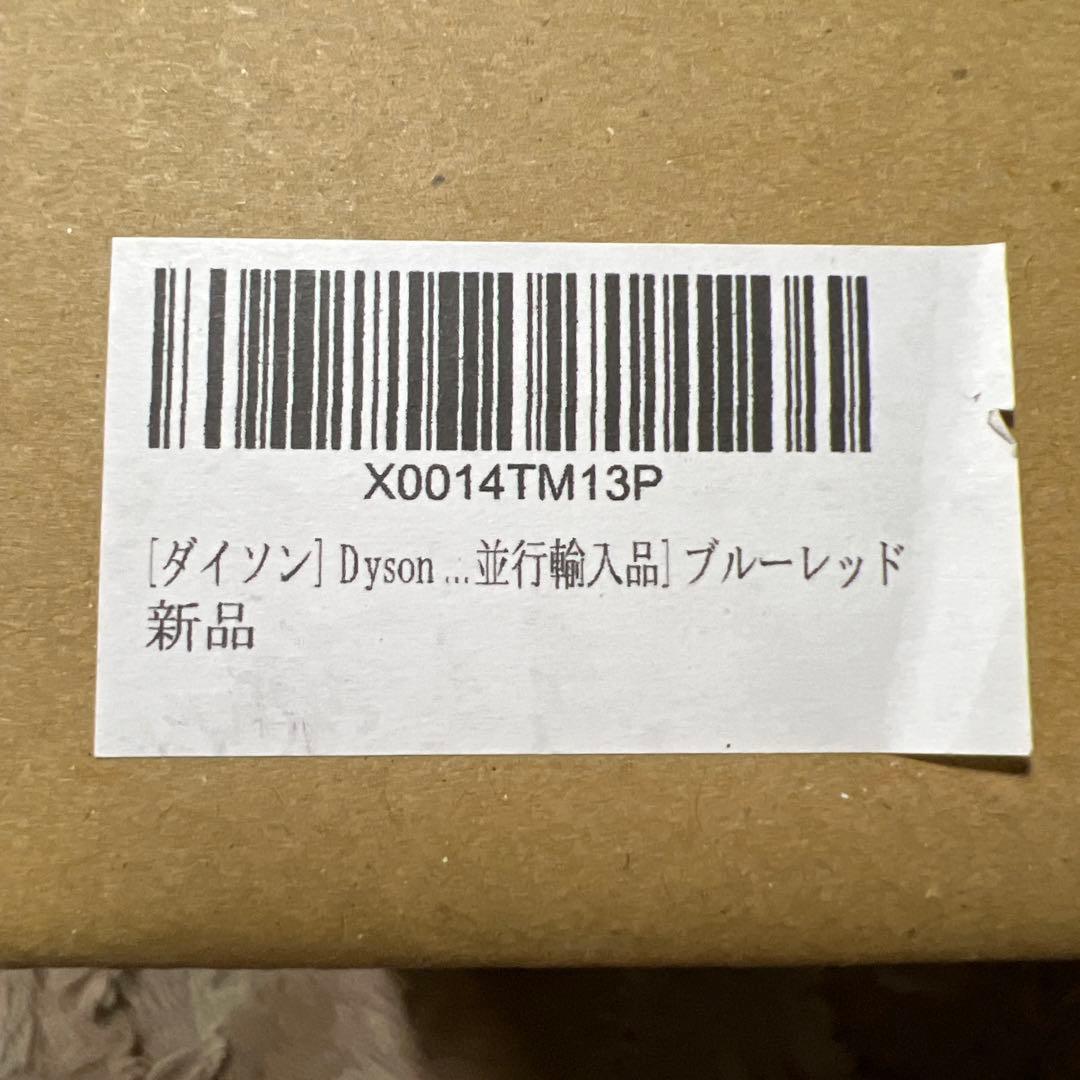 X0014TM13P
[ダイソン] Dyson ... 並行輸入品] ブルーレッド
新品